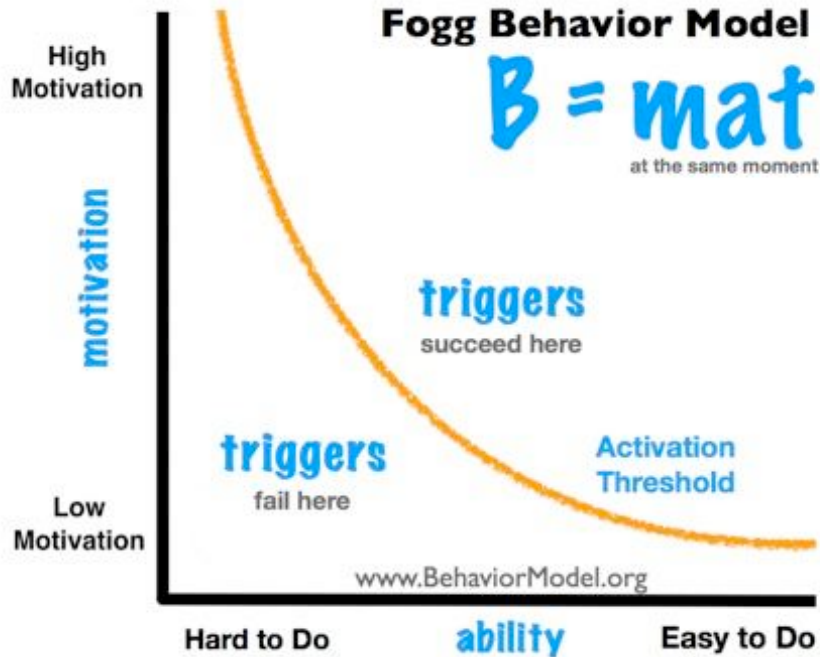 Fogg Behavior Model
B = mat
at the same moment
High
Motivation
motivation
triggers
succeed here
triggers
fail here
Activation
Threshold
Low
Motivation
www.BehaviorModel.org
Hard to Do
ability
Easy to Do